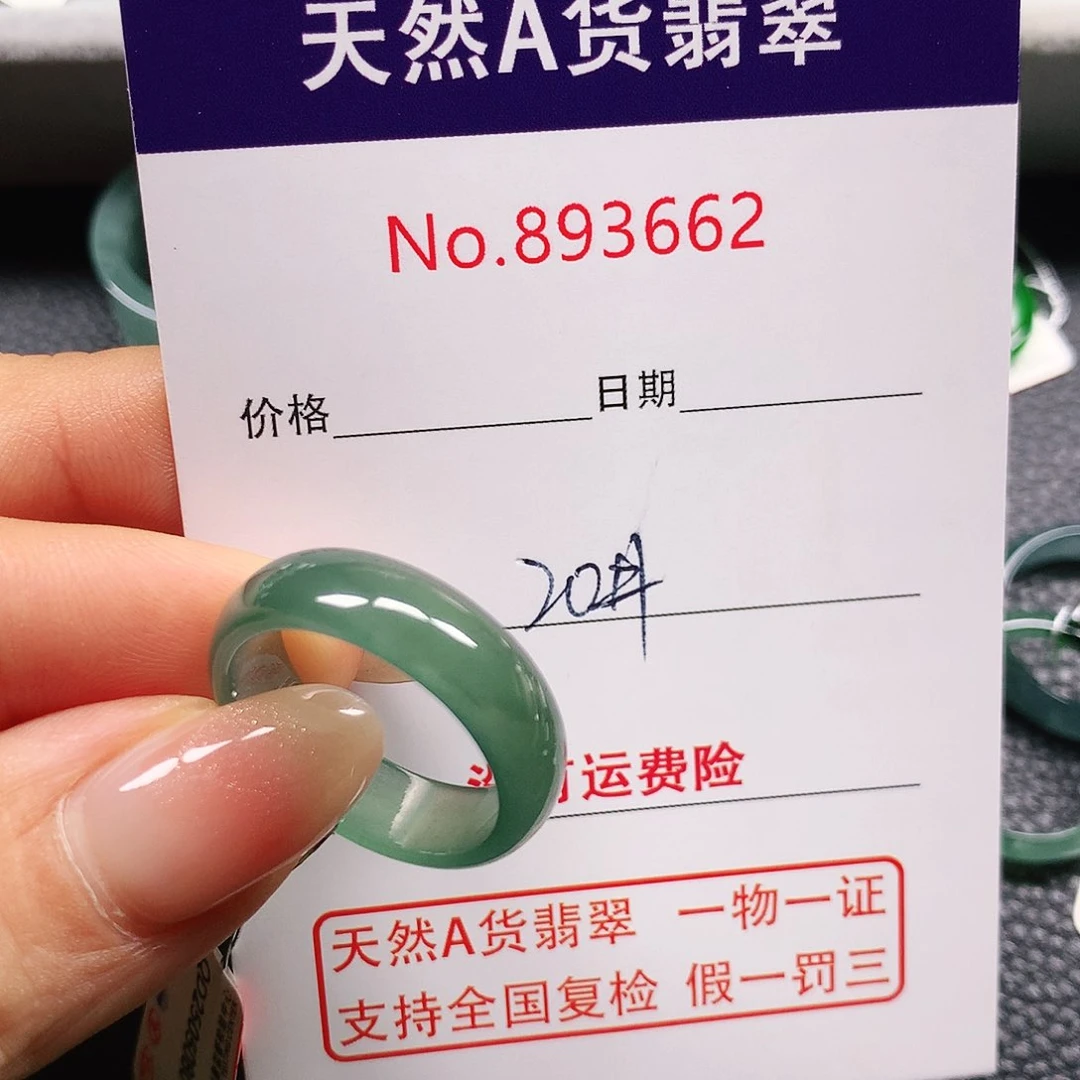 天然A货翡翠
No.893662
价格 日期
运费险
天然A货翡翠 一物一证
支持全国复检 假一罚三